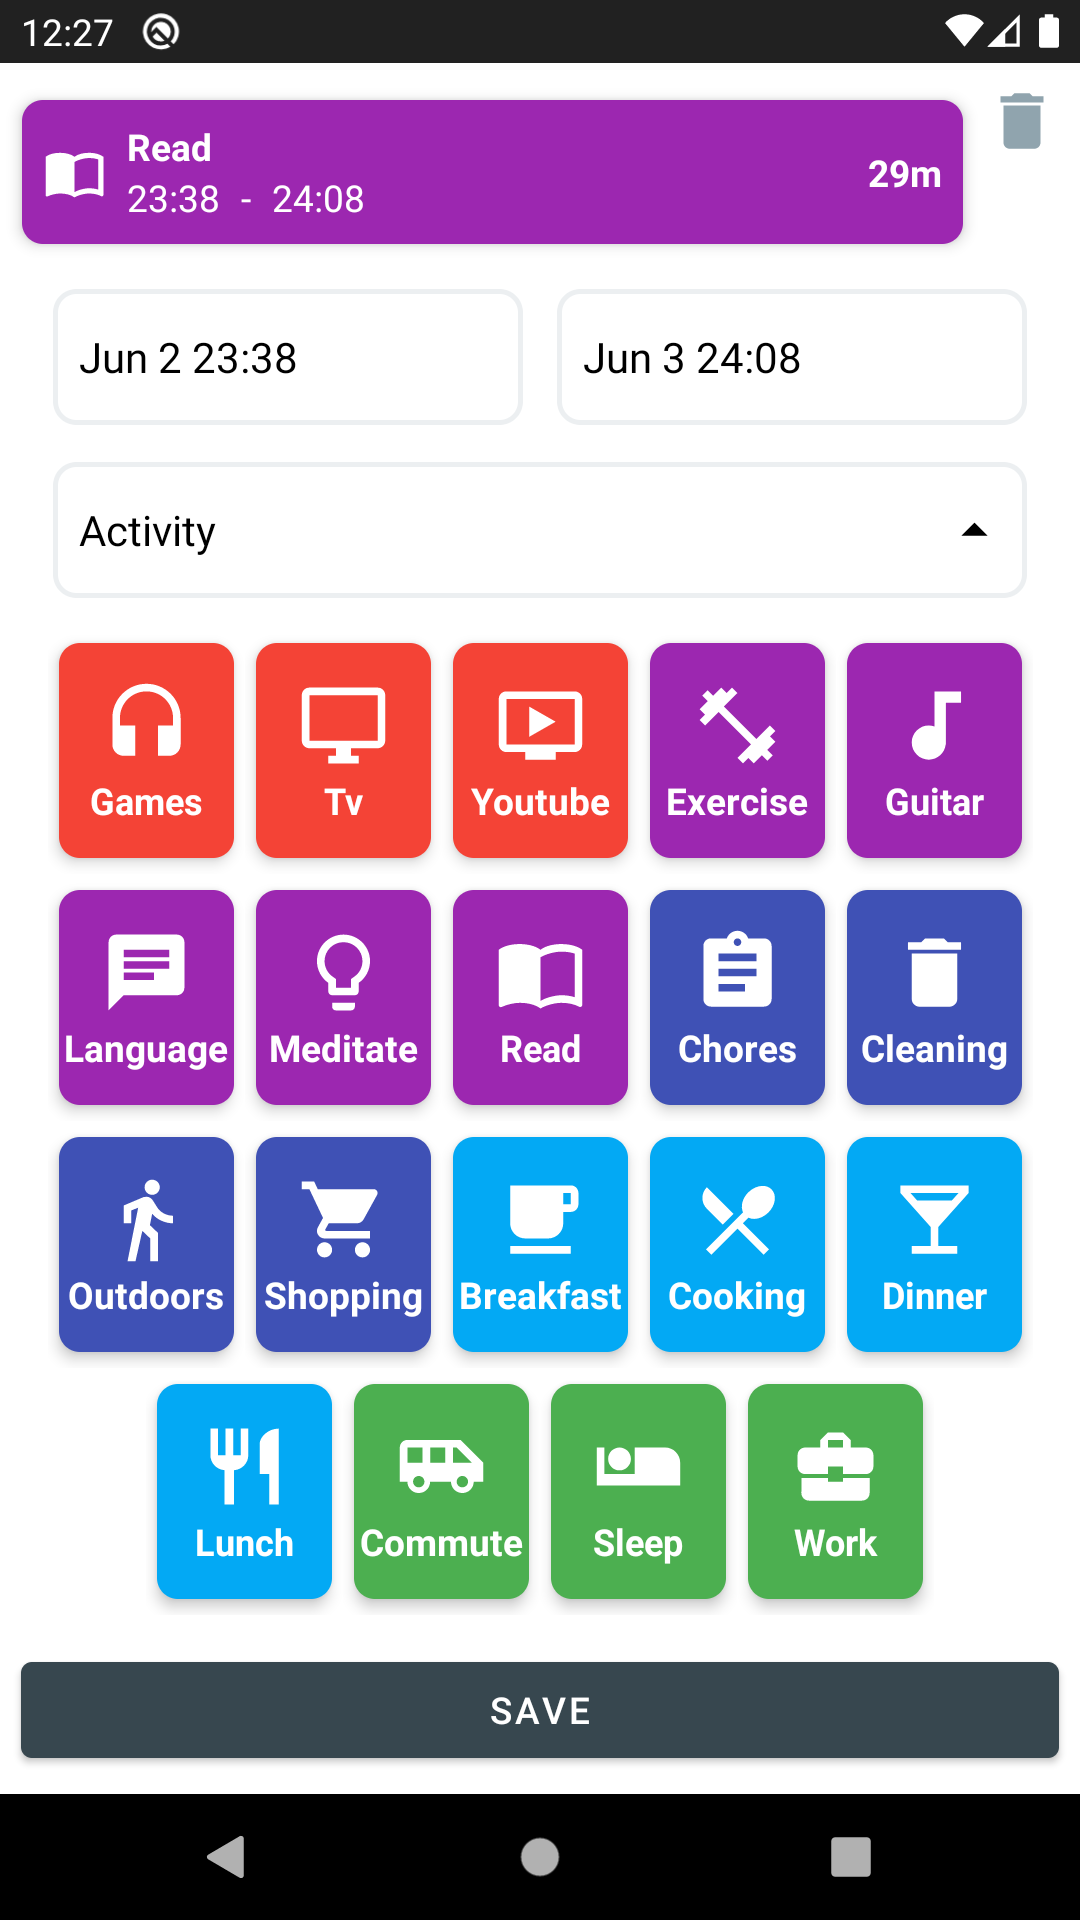 12:27
Read
23:38 - 24:08
29m
Jun 2 23:38
Jun 3 24:08
Activity
Games
Tv
Youtube
Exercise
Guitar
Language
Meditate
Read
Chores
Cleaning
Outdoors
Shopping
Breakfast
Cooking
Dinner
Lunch
Commute
Sleep
Work
SAVE